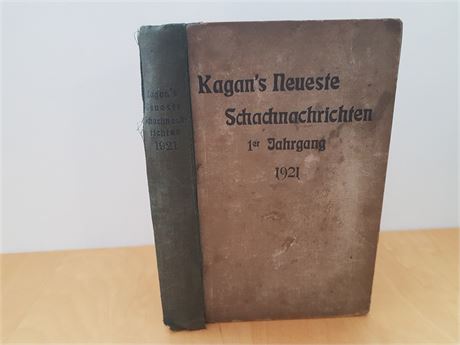 Kagan's
Neueste
Schachnach-
richten
1921
Kagan's Neueste
Schachnachrichten
1er Jahrgang
1921